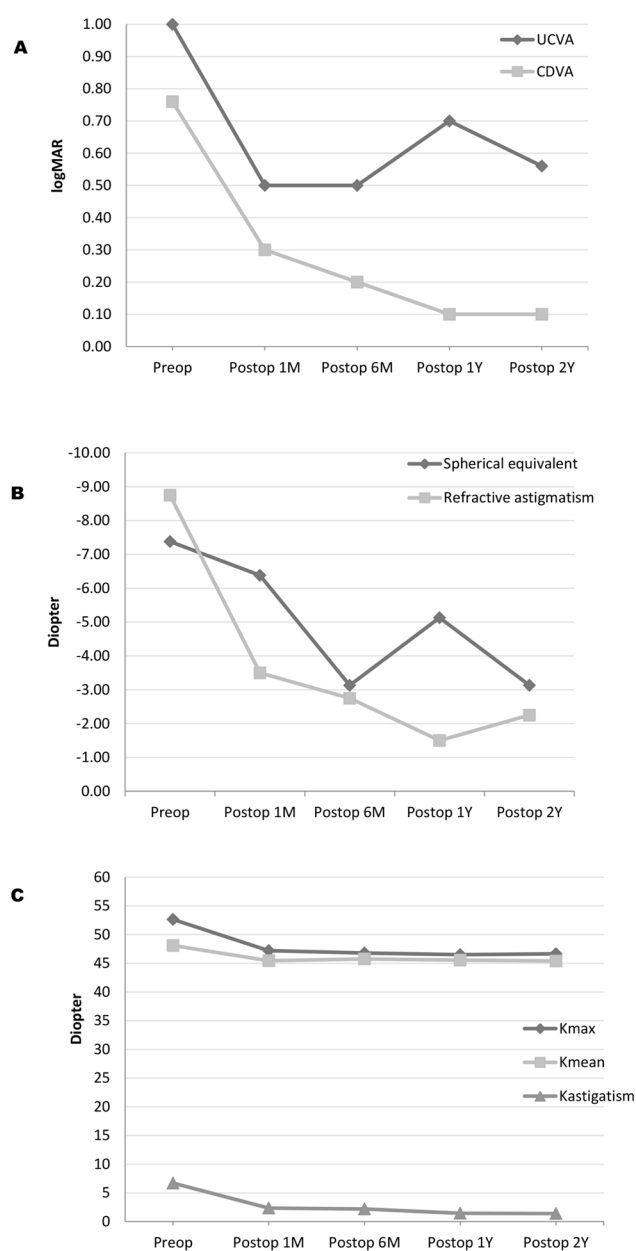 A
1.00
0.90
0.80
0.70
0.60
0.50
0.40
0.30
0.20
0.10
0.00
logMAR
UCVA
CDVA
Preop Postop 1M Postop 6M Postop 1Y Postop 2Y
B
-10.00
-9.00
-8.00
-7.00
-6.00
-5.00
-4.00
-3.00
-2.00
-1.00
0.00
Diopter
Spherical equivalent
Refractive astigmatism
Preop Postop 1M Postop 6M Postop 1Y Postop 2Y
C
60
55
50
45
40
35
30
25
20
15
10
5
0
Diopter
Kmax
Kmean
Kastigatism
Preop Postop 1M Postop 6M Postop 1Y Postop 2Y